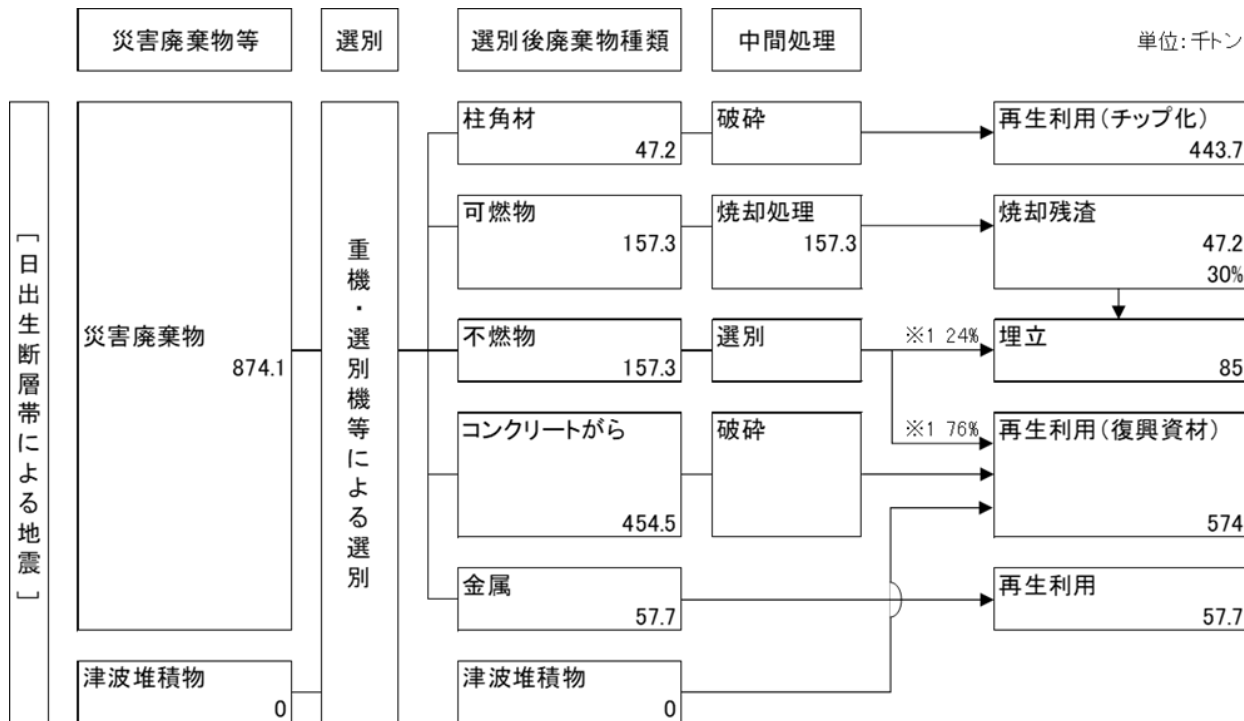 災害廃棄物等
選別
選別後廃棄物種類
中間処理
単位:千トン
[日出生断層帯による地震]
災害廃棄物
874.1
津波堆積物
0
重機・選別機等による選別
柱角材
47.2
破砕
再生利用(チップ化)
443.7
可燃物
157.3
焼却処理
157.3
焼却残渣
47.2
30%
不燃物
157.3
選別
※1 24%
埋立
85
コンクリートがら
454.5
破砕
※1 76%
再生利用(復興資材)
574
金属
57.7
再生利用
57.7
津波堆積物
0